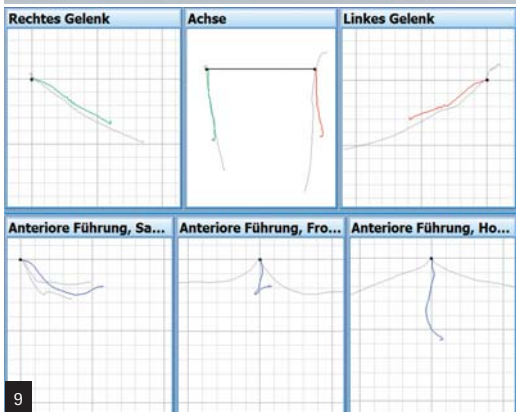 Rechtes Gelenk
Achse
Linkes Gelenk
Anteriore Führung, Sa...
Anteriore Führung, Fro...
Anteriore Führung, Ho...
9